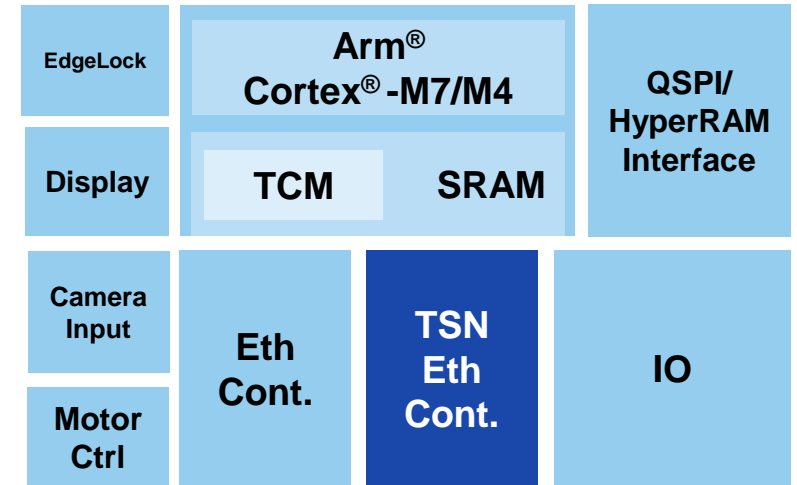 EdgeLock
Arm®
Cortex®-M7/M4
QSPI/
HyperRAM
Interface
Display
TCM
SRAM
Camera
Input
Eth
Cont.
TSN
Eth
Cont.
IO
Motor
Ctrl